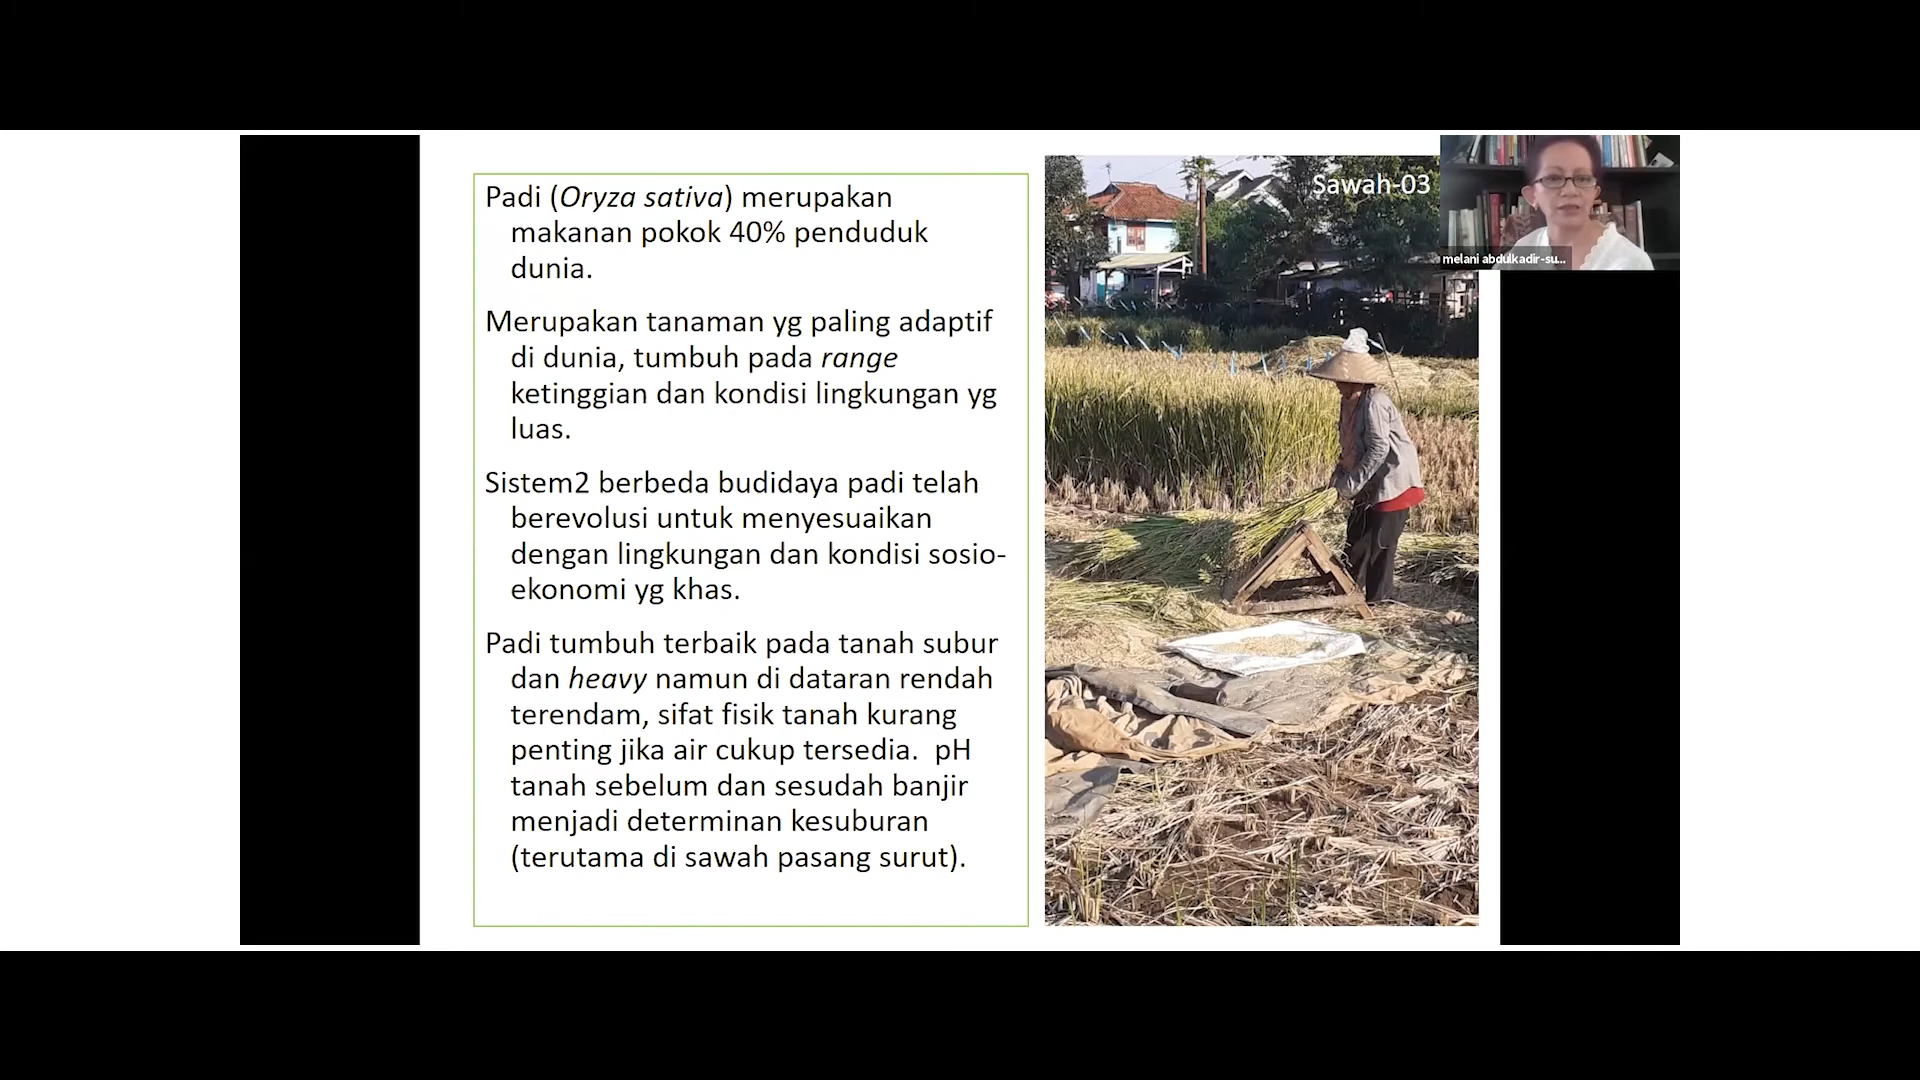 Padi (Oryza sativa) merupakan
makanan pokok 40% penduduk
dunia.
Merupakan tanaman yg paling adaptif
di dunia, tumbuh pada range
ketinggian dan kondisi lingkungan yg
luas.
Sistem2 berbeda budidaya padi telah
berevolusi untuk menyesuaikan
dengan lingkungan dan kondisi sosio-
ekonomi yg khas.
Padi tumbuh terbaik pada tanah subur
dan heavy namun di dataran rendah
terendam, sifat fisik tanah kurang
penting jika air cukup tersedia. pH
tanah sebelum dan sesudah banjir
menjadi determinan kesuburan
(terutama di sawah pasang surut).
Sawah-03
melani abdulkadir-su...